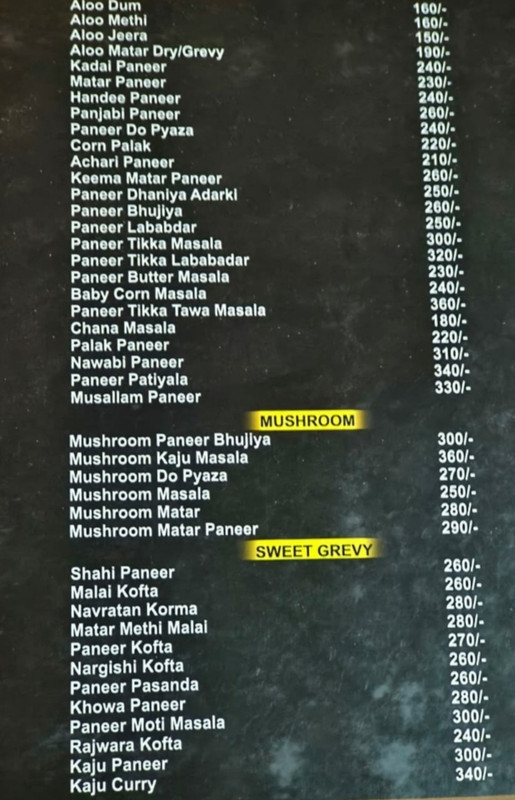 Aloo Dum 160/-
Aloo Methi 160/-
Aloo Jeera 150/-
Aloo Matar Dry/Grevy 190/-
Kadai Paneer 240/-
Matar Paneer 230/-
Handee Paneer 240/-
Panjabi Paneer 260/-
Paneer Do Pyaza 240/-
Corn Palak 220/-
Achari Paneer 210/-
Keema Matar Paneer 260/-
Paneer Dhaniya Adarki 250/-
Paneer Bhujiya 260/-
Paneer Lababdar 250/-
Paneer Tikka Masala 300/-
Paneer Tikka Lababadar 320/-
Paneer Butter Masala 230/-
Baby Corn Masala 240/-
Paneer Tikka Tawa Masala 360/-
Chana Masala 180/-
Palak Paneer 220/-
Nawabi Paneer 310/-
Paneer Patiyala 340/-
Musallam Paneer 330/-
MUSHROOM
Mushroom Paneer Bhujiya 300/-
Mushroom Kaju Masala 360/-
Mushroom Do Pyaza 270/-
Mushroom Masala 250/-
Mushroom Matar 280/-
Mushroom Matar Paneer 290/-
SWEET GREVY
Shahi Paneer 260/-
Malai Kofta 260/-
Navratan Korma 280/-
Matar Methi Malai 280/-
Paneer Kofta 270/-
Nargishi Kofta 260/-
Paneer Pasanda 260/-
Khowa Paneer 280/-
Paneer Moti Masala 300/-
Rajwara Kofta 240/-
Kaju Paneer 300/-
Kaju Curry 340/-